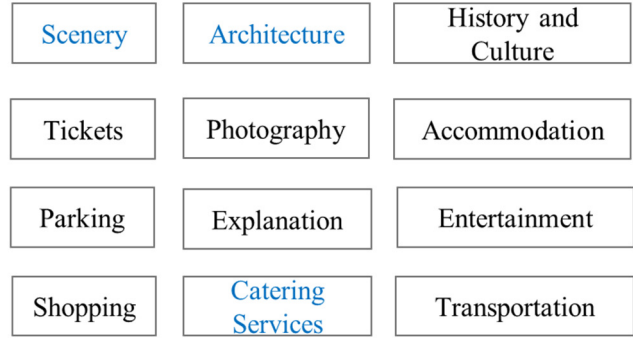 Scenery
Architecture
History and
Culture
Tickets
Photography
Accommodation
Parking
Explanation
Entertainment
Shopping
Catering
Services
Transportation